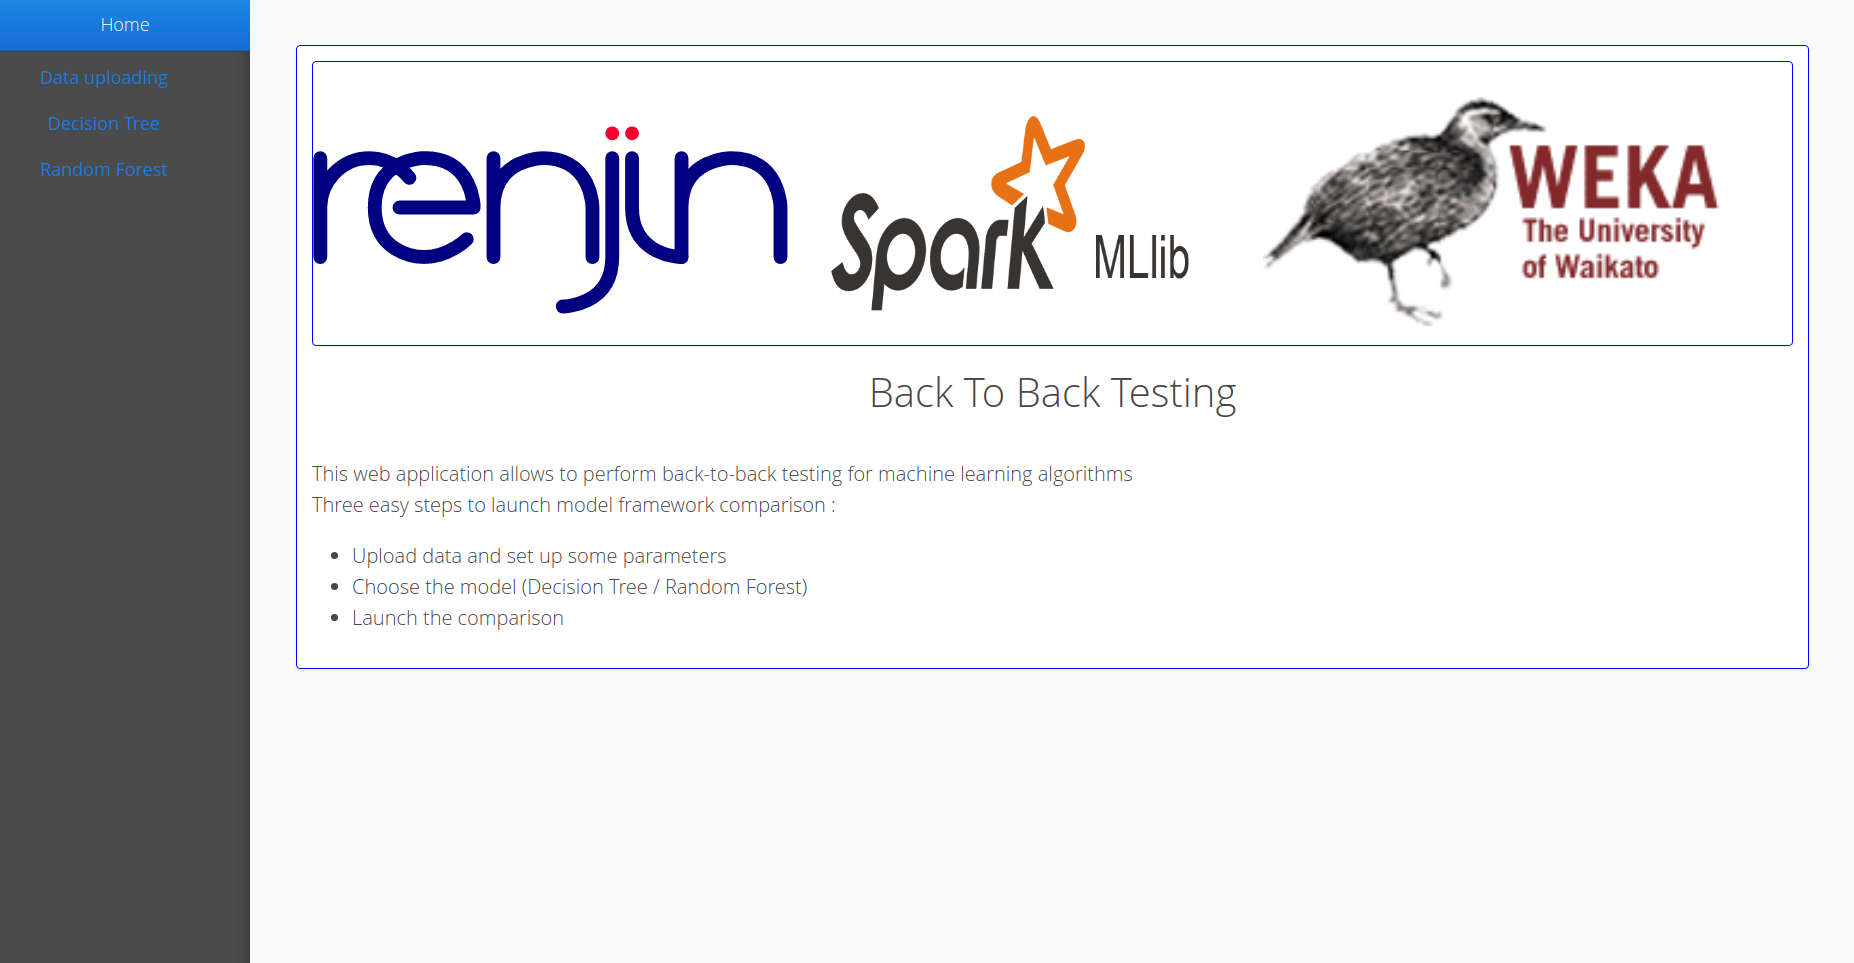 Home
Data uploading
Decision Tree
Random Forest
renjin
Spark MLlib
WEKA
The University
of Waikato
Back To Back Testing
This web application allows to perform back-to-back testing for machine learning algorithms
Three easy steps to launch model framework comparison :
Upload data and set up some parameters
Choose the model (Decision Tree / Random Forest)
Launch the comparison